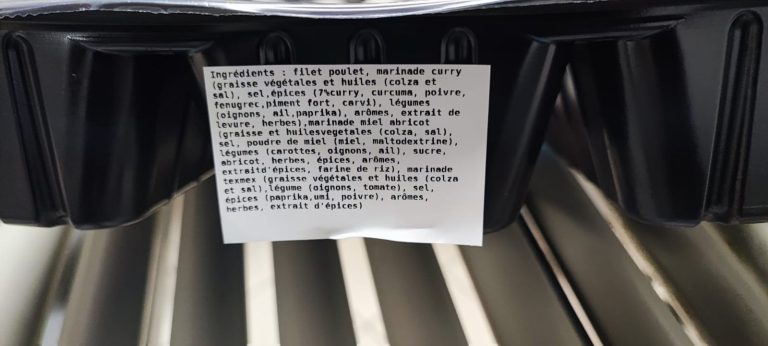 Ingrédients : filet poulet, marinade curry
(graisse végétales et huiles (colza et
sal), sel,épices (7%curry, curcuma, poivre,
fenugrec,piment fort, carvi), légumes
(oignons, ail,paprika), arômes, extrait de
levure, herbes),marinade miel abricot
(graisse et huilesvegetales (colza, sal),
sel, poudre de miel (miel, maltodextrine),
légumes (carottes, oignons, ail), sucre,
abricot, herbes, épices, arômes,
extraitd'épices, farine de riz), marinade
texmex (graisse végétales et huiles (colza
et sal),légume (oignons, tomate), sel,
épices (paprika,umi, poivre), arômes,
herbes, extrait d'épices)